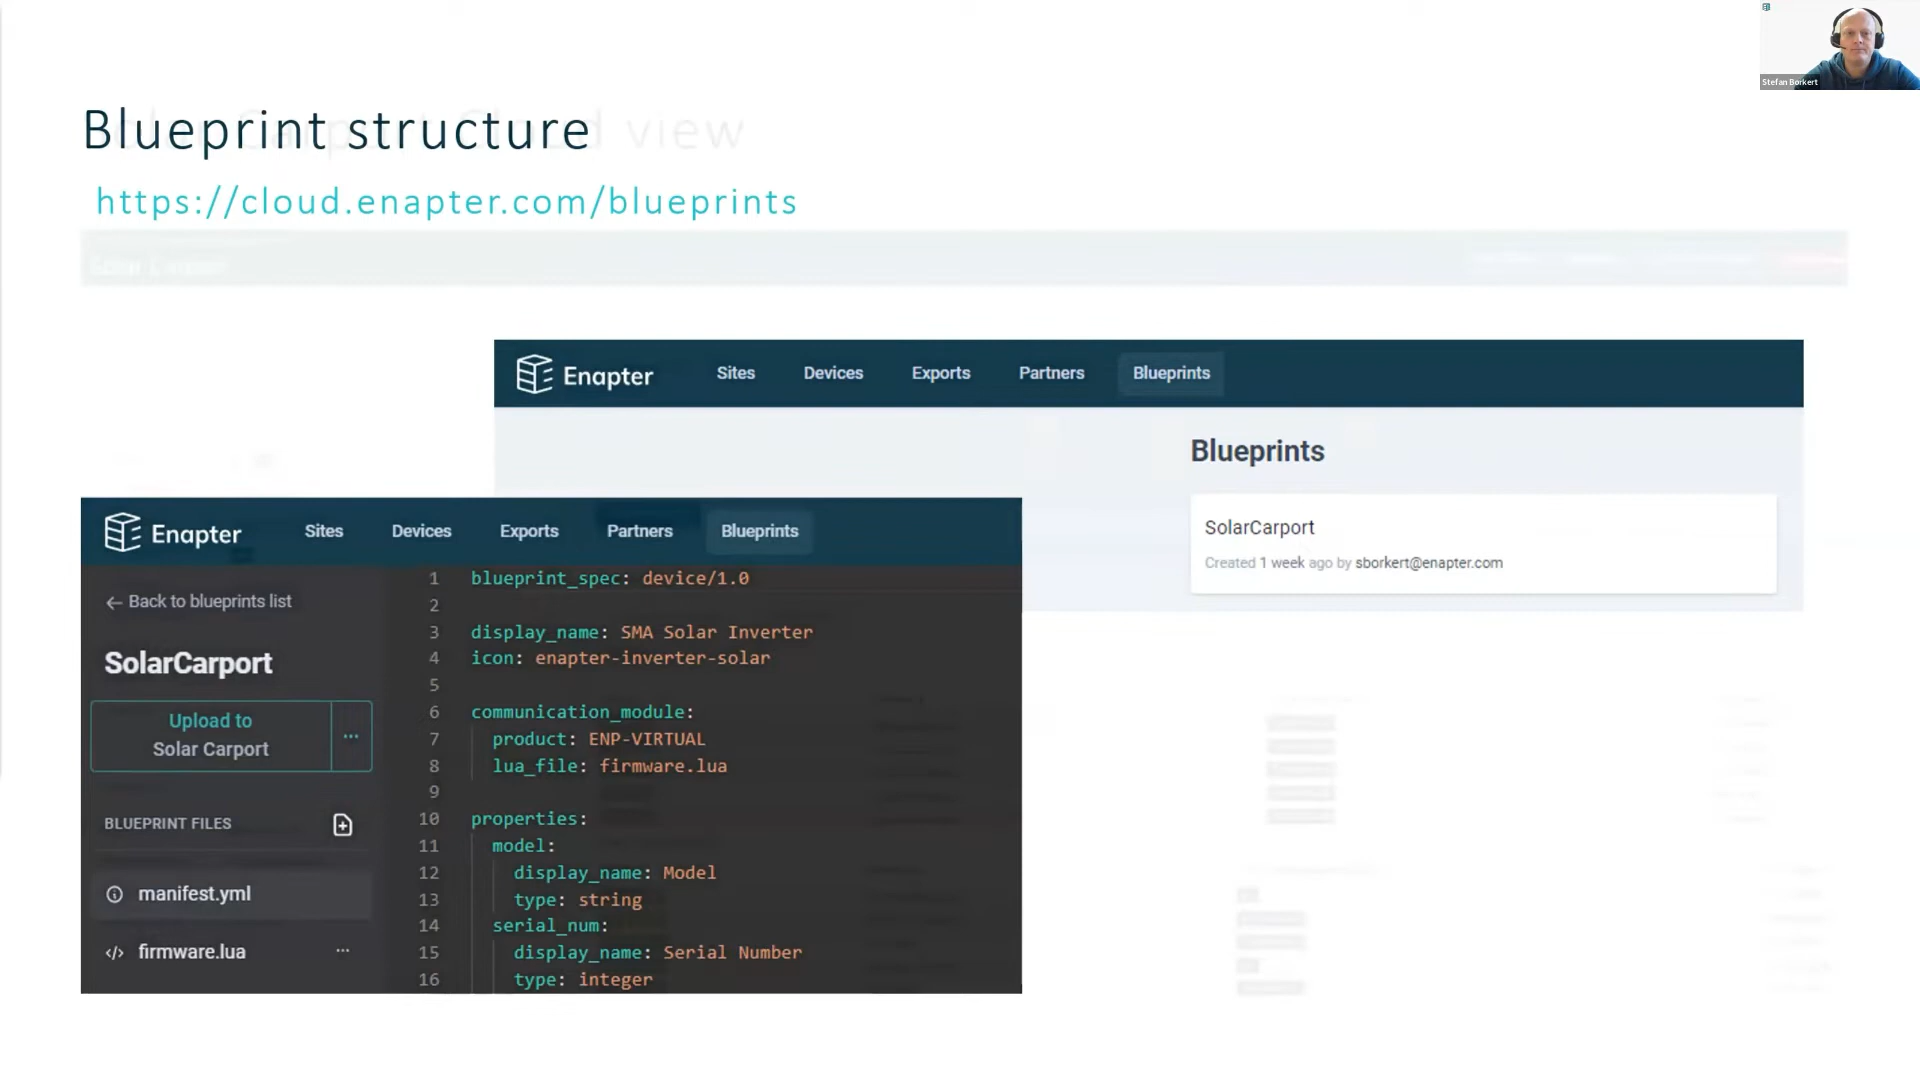 Stefan Borkert
Blueprint structure
view
https://cloud.enapter.com/blueprints
Enapter Sites Devices Exports Partners Blueprints
Blueprints
SolarCarport
Created 1 week ago by sborkert@enapter.com
Enapter Sites Devices Exports Partners Blueprints
← Back to blueprints list
SolarCarport
Upload to
Solar Carport
...
BLUEPRINT FILES
manifest.yml
</> firmware.lua ...
1 blueprint_spec: device/1.0
2
3 display_name: SMA Solar Inverter
4 icon: enapter-inverter-solar
5
6 communication_module:
7 product: ENP-VIRTUAL
8 lua_file: firmware.lua
9
10 properties:
11 model:
12 display_name: Model
13 type: string
14 serial_num:
15 display_name: Serial Number
16 type: integer